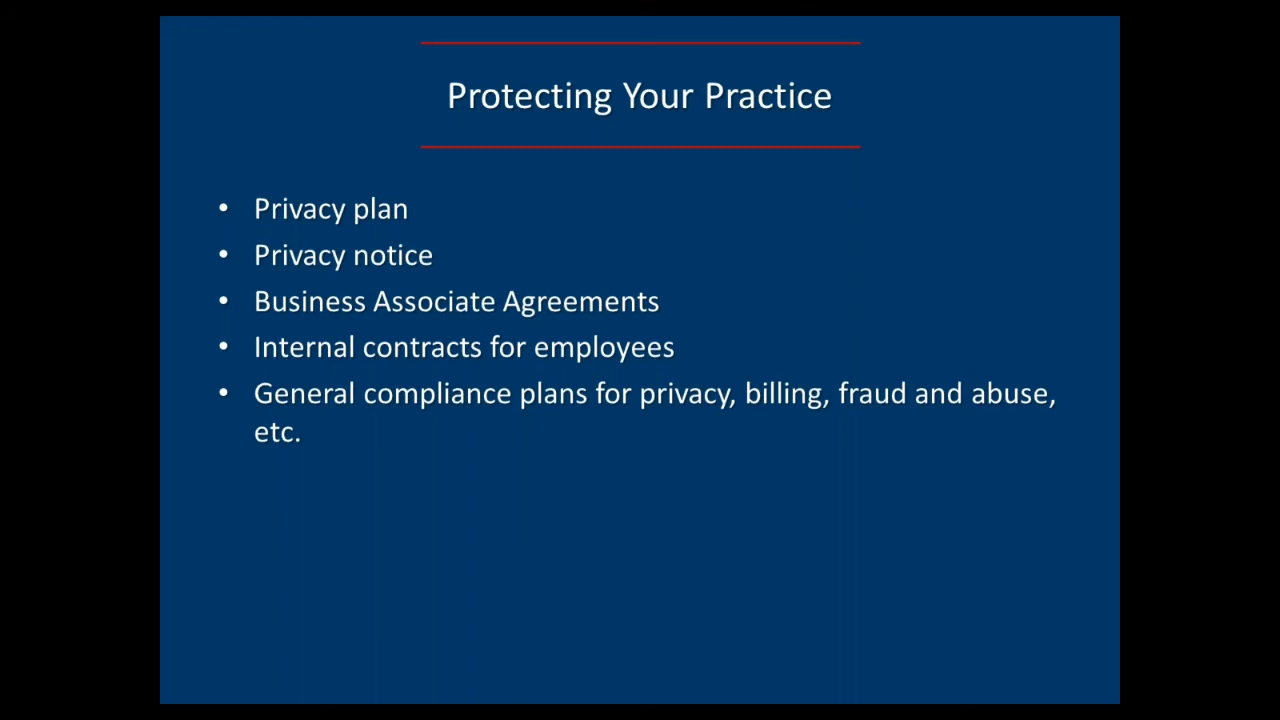 Protecting Your Practice
• Privacy plan
• Privacy notice
• Business Associate Agreements
• Internal contracts for employees
• General compliance plans for privacy, billing, fraud and abuse,
etc.